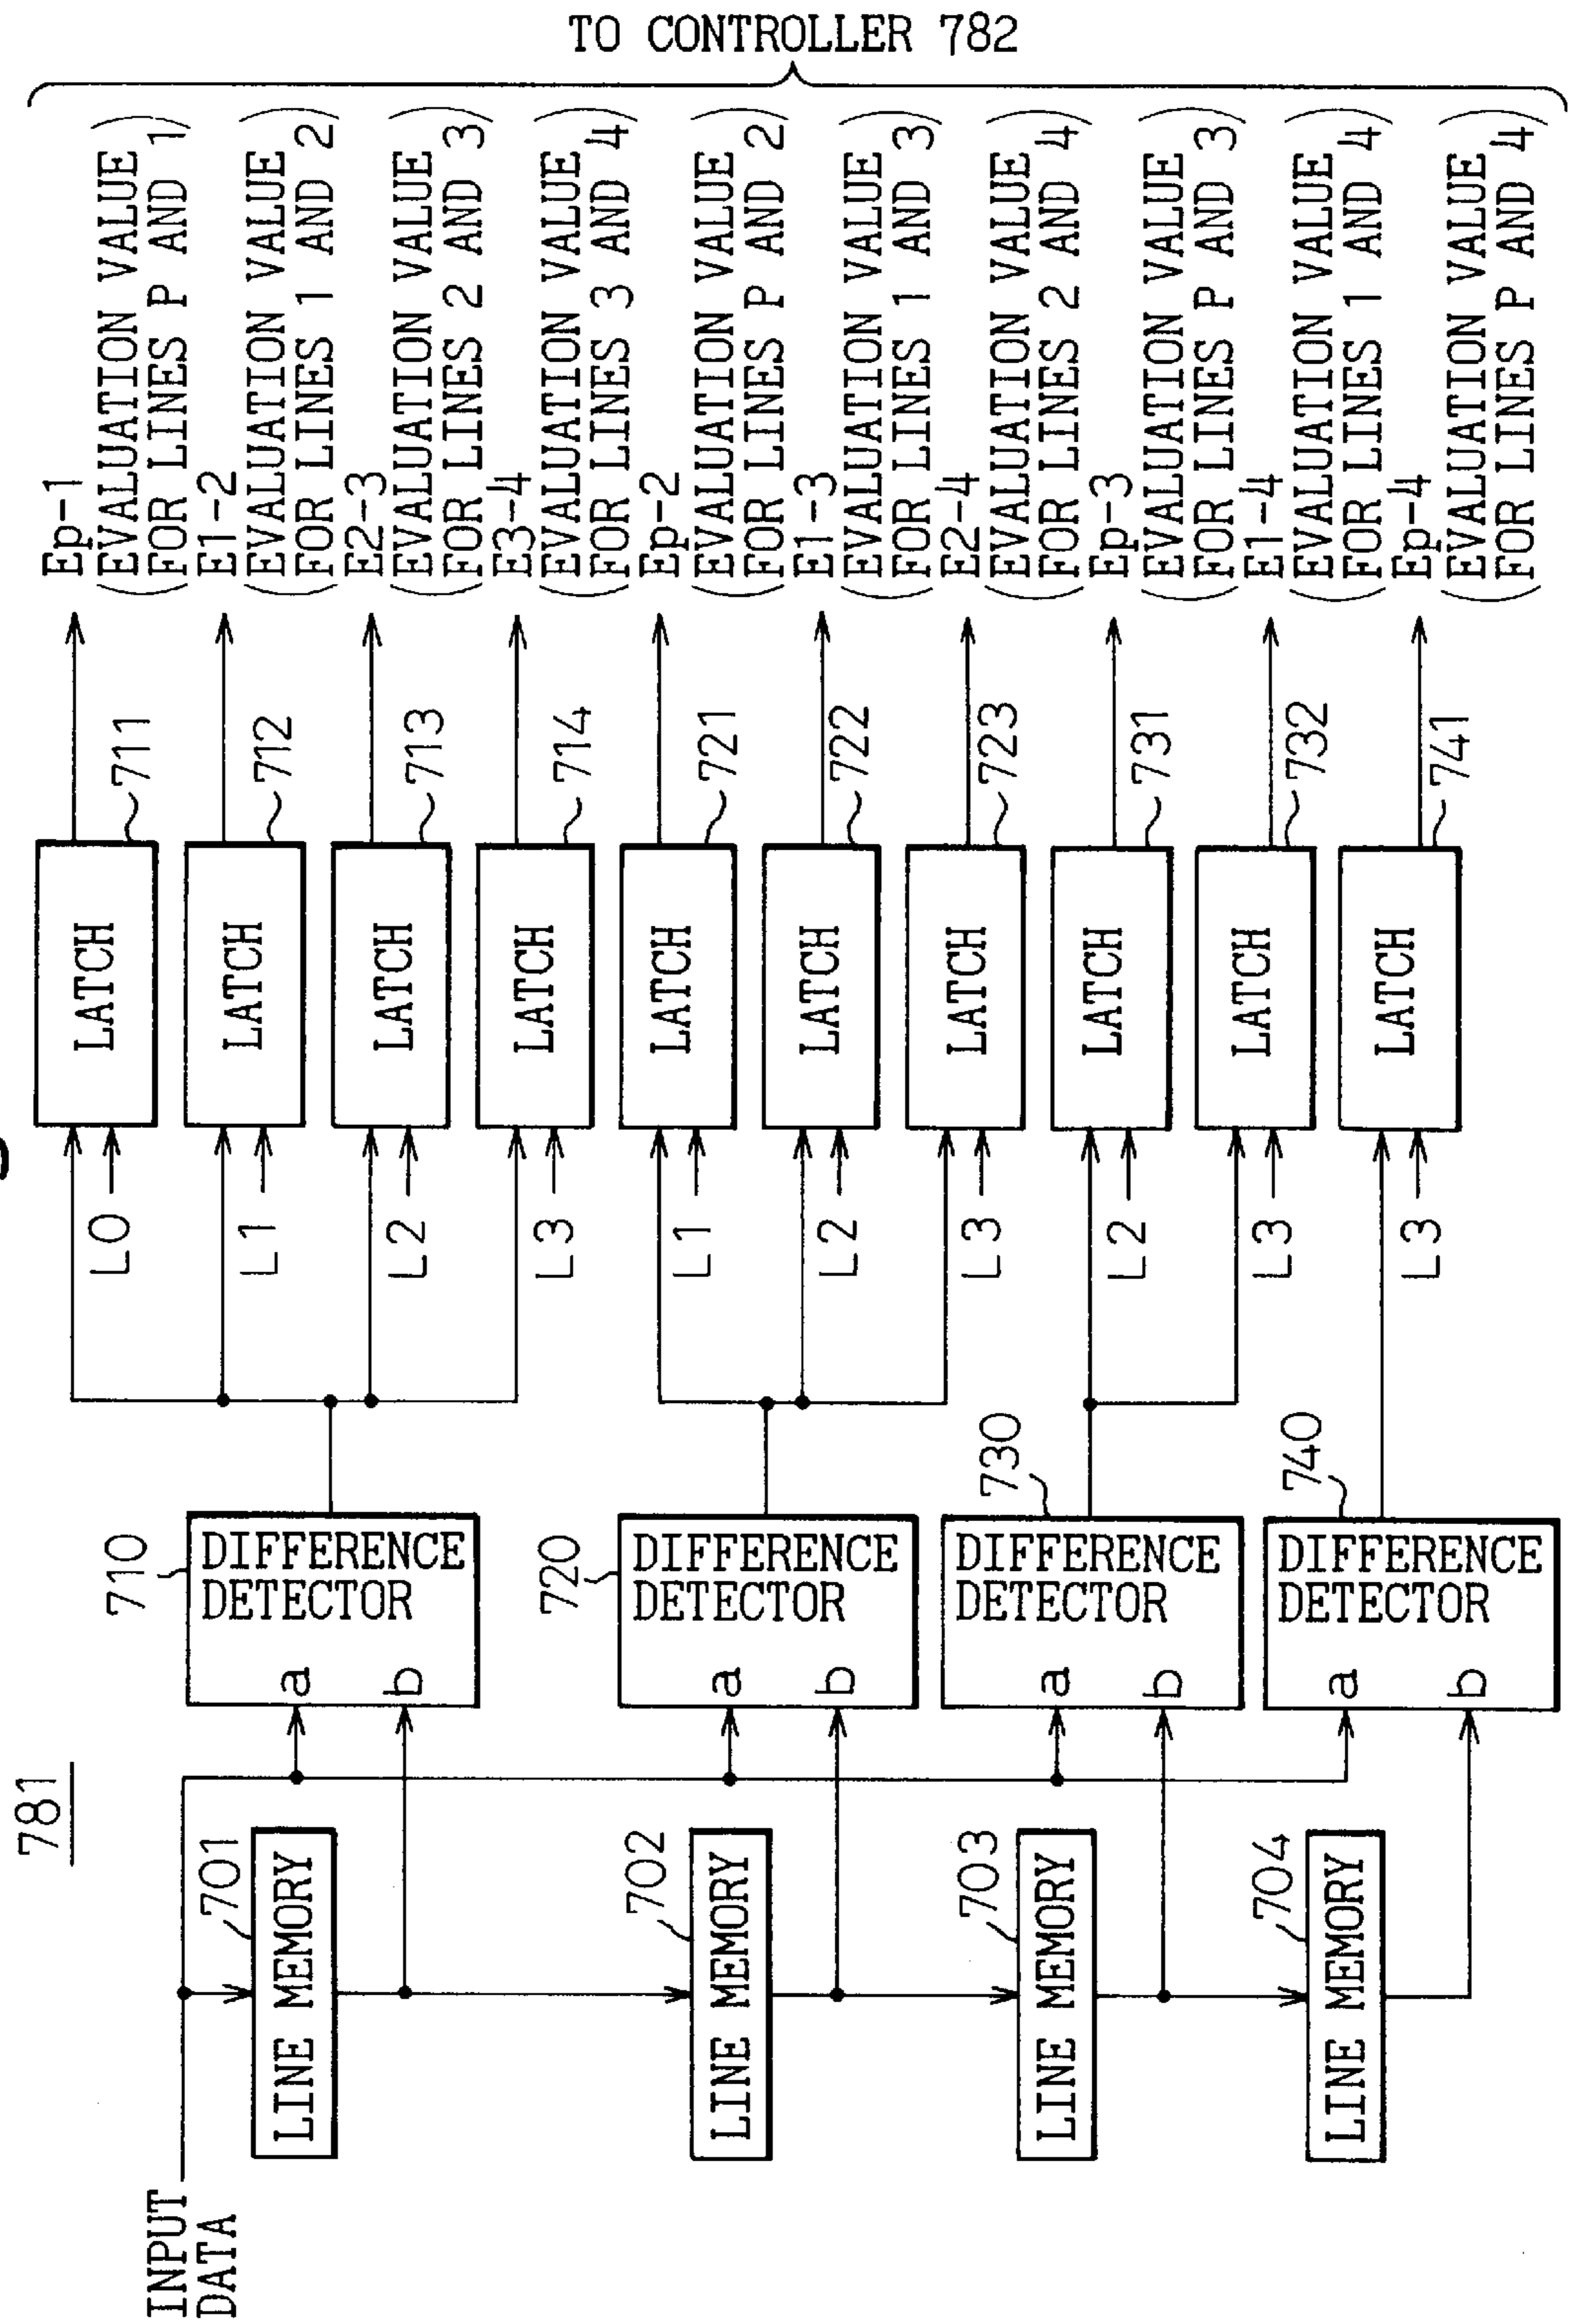 781
INPUT
DATA
701
LINE MEMORY
702
LINE MEMORY
703
LINE MEMORY
704
LINE MEMORY
710
DIFFERENCE
DETECTOR
a
b
720
DIFFERENCE
DETECTOR
a
b
730
DIFFERENCE
DETECTOR
a
b
740
DIFFERENCE
DETECTOR
a
b
L0
LATCH
711
L1
LATCH
712
L2
LATCH
713
L3
LATCH
714
L1
LATCH
721
L2
LATCH
722
L3
LATCH
723
L2
LATCH
731
L3
LATCH
732
L3
LATCH
741
Ep-1
(EVALUATION VALUE
FOR LINES P AND 1)
E1-2
(EVALUATION VALUE
FOR LINES 1 AND 2)
E2-3
(EVALUATION VALUE
FOR LINES 2 AND 3)
E3-4
(EVALUATION VALUE
FOR LINES 3 AND 4)
Ep-2
(EVALUATION VALUE
FOR LINES P AND 2)
E1-3
(EVALUATION VALUE
FOR LINES 1 AND 3)
E2-4
(EVALUATION VALUE
FOR LINES 2 AND 4)
Ep-3
(EVALUATION VALUE
FOR LINES P AND 3)
E1-4
(EVALUATION VALUE
FOR LINES 1 AND 4)
Ep-4
(EVALUATION VALUE
FOR LINES P AND 4)
TO CONTROLLER 782